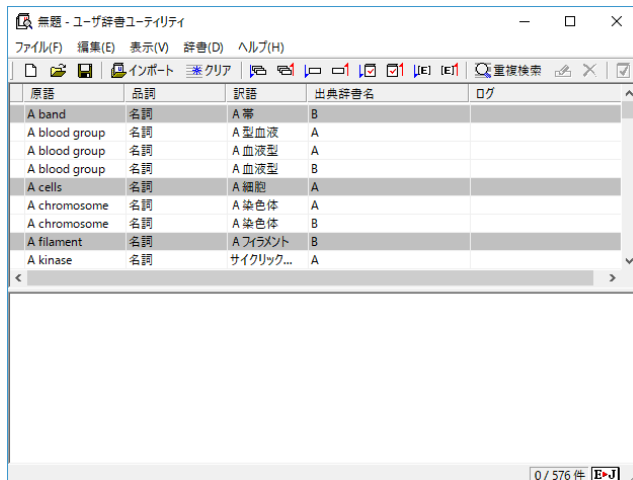 無題 - ユーザ辞書ユーティリティ
ファイル(F) 編集(E) 表示(V) 辞書(D) ヘルプ(H)
インポート クリア [E] [E] 重複検索
原語 品詞 訳語 出典辞書名 ログ
A band 名詞 A 帯 B
A blood group 名詞 A 型血液 A
A blood group 名詞 A 血液型 A
A blood group 名詞 A 血液型 B
A cells 名詞 A 細胞 A
A chromosome 名詞 A 染色体 A
A chromosome 名詞 A 染色体 B
A filament 名詞 A フィラメント B
A kinase 名詞 サイクリック... A
0 / 576 件 E▸J